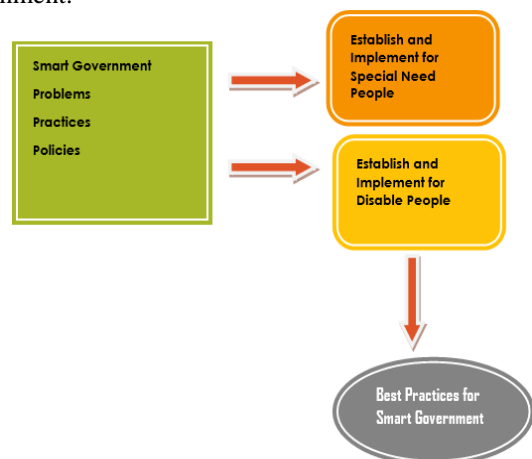 nment.
Smart Government
Problems
Practices
Policies
Establish and
Implement for
Special Need
People
Establish and
Implement for
Disable People
Best Practices for
Smart Government